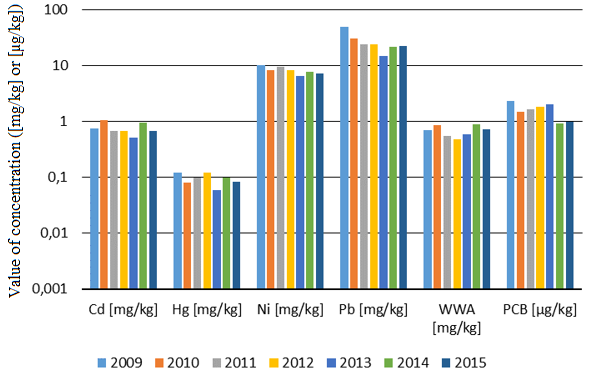 Value of concentration ([mg/kg] or [µg/kg])
100
10
1
0,1
0,01
0,001
Cd [mg/kg] Hg [mg/kg] Ni [mg/kg] Pb [mg/kg] WWA PCB [µg/kg]
[mg/kg]
2009 2010 2011 2012 2013 2014 2015